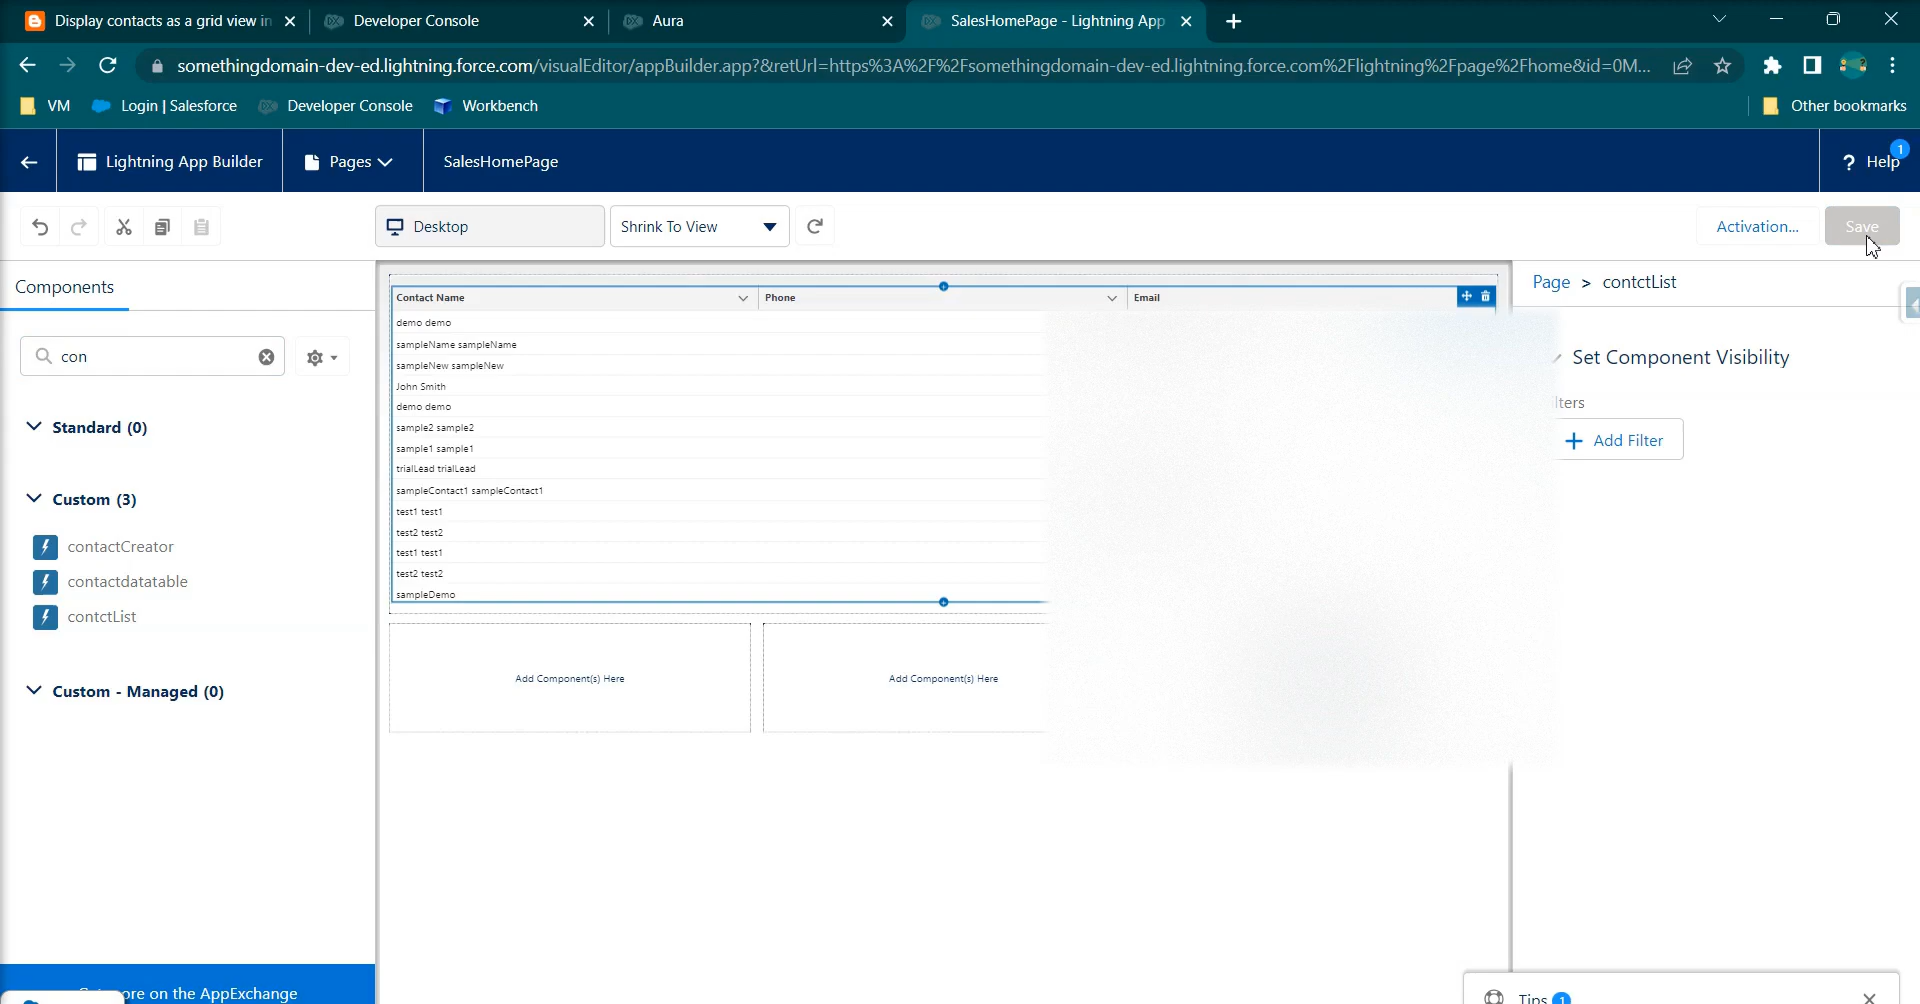 Display contacts as a grid view in
Developer Console
Aura
SalesHomePage - Lightning App
somethingdomain-dev-ed.lightning.force.com/visualEditor/appBuilder.app?&retUrl=https%3A%2F%2Fsomethingdomain-dev-ed.lightning.force.com%2Flightning%2Fpage%2Fhome&id=0M...
VM
Login | Salesforce
Developer Console
Workbench
Other bookmarks
Lightning App Builder
Pages
SalesHomePage
1
? Help
Desktop
Shrink To View
Activation...
Save
Components
con
Standard (0)
Custom (3)
contactCreator
contactdatatable
contctList
Custom - Managed (0)
Contact Name
Phone
Email
demo demo
sampleName sampleName
sampleNew sampleNew
John Smith
demo demo
sample2 sample2
sample1 sample1
trialLead trialLead
sampleContact1 sampleContact1
test1 test1
test2 test2
test1 test1
test2 test2
sampleDemo
Add Component(s) Here
Add Component(s) Here
Page > contctList
Set Component Visibility
+ Add Filter
on the AppExchange
Tips 1